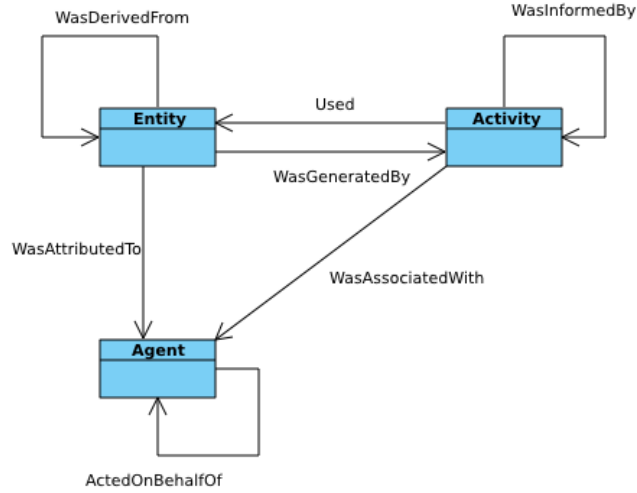 WasDerivedFrom
WasInformedBy
Entity
Used
Activity
WasGeneratedBy
WasAttributedTo
WasAssociatedWith
Agent
ActedOnBehalfOf